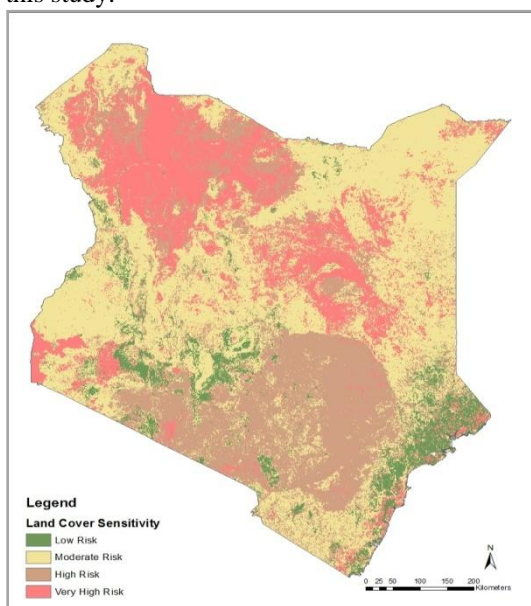 this study.
Legend
Land Cover Sensitivity
Low Risk
Moderate Risk
High Risk
Very High Risk
N
0 25 50 100 150 200
Kilometers